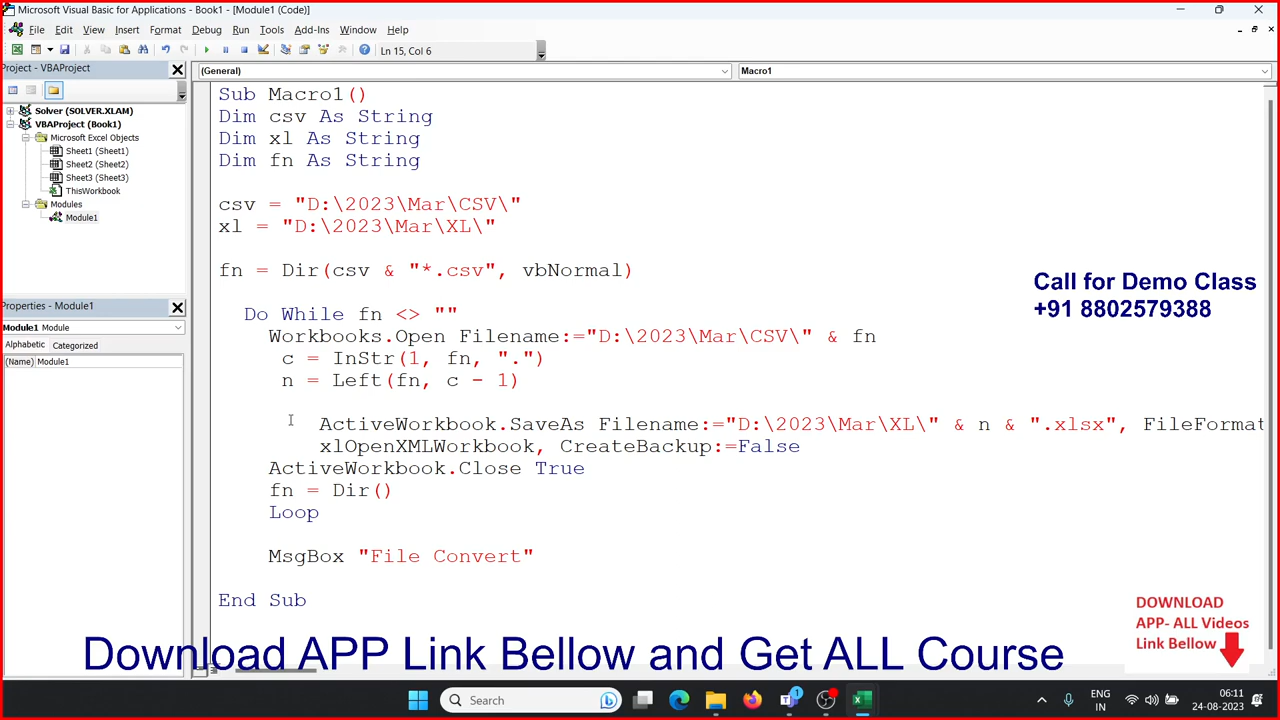 Microsoft Visual Basic for Applications - Book1 - [Module1 (Code)]
File Edit View Insert Format Debug Run Tools Add-Ins Window Help
Ln 15, Col 6
Project - VBAProject
(General)
Macro1
Solver (SOLVER.XLAM)
VBAProject (Book1)
Microsoft Excel Objects
Sheet1 (Sheet1)
Sheet2 (Sheet2)
Sheet3 (Sheet3)
ThisWorkbook
Modules
Module1
Properties - Module1
Module1 Module
Alphabetic Categorized
(Name) Module1
Sub Macro1()
Dim csv As String
Dim xl As String
Dim fn As String
csv = "D:\2023\Mar\CSV\"
xl = "D:\2023\Mar\XL\"
fn = Dir(csv & "*.csv", vbNormal)
Do While fn <> ""
Workbooks.Open Filename:="D:\2023\Mar\CSV\" & fn
c = InStr(1, fn, ".")
n = Left(fn, c - 1)
ActiveWorkbook.SaveAs Filename:="D:\2023\Mar\XL\" & n & ".xlsx", FileFormat
xlOpenXMLWorkbook, CreateBackup:=False
ActiveWorkbook.Close True
fn = Dir()
Loop
MsgBox "File Convert"
End Sub
Call for Demo Class
+91 8802579388
DOWNLOAD
APP- ALL Videos
Link Bellow
Download APP Link Bellow and Get ALL Course
Search
1
ENG
IN
06:11
24-08-2023